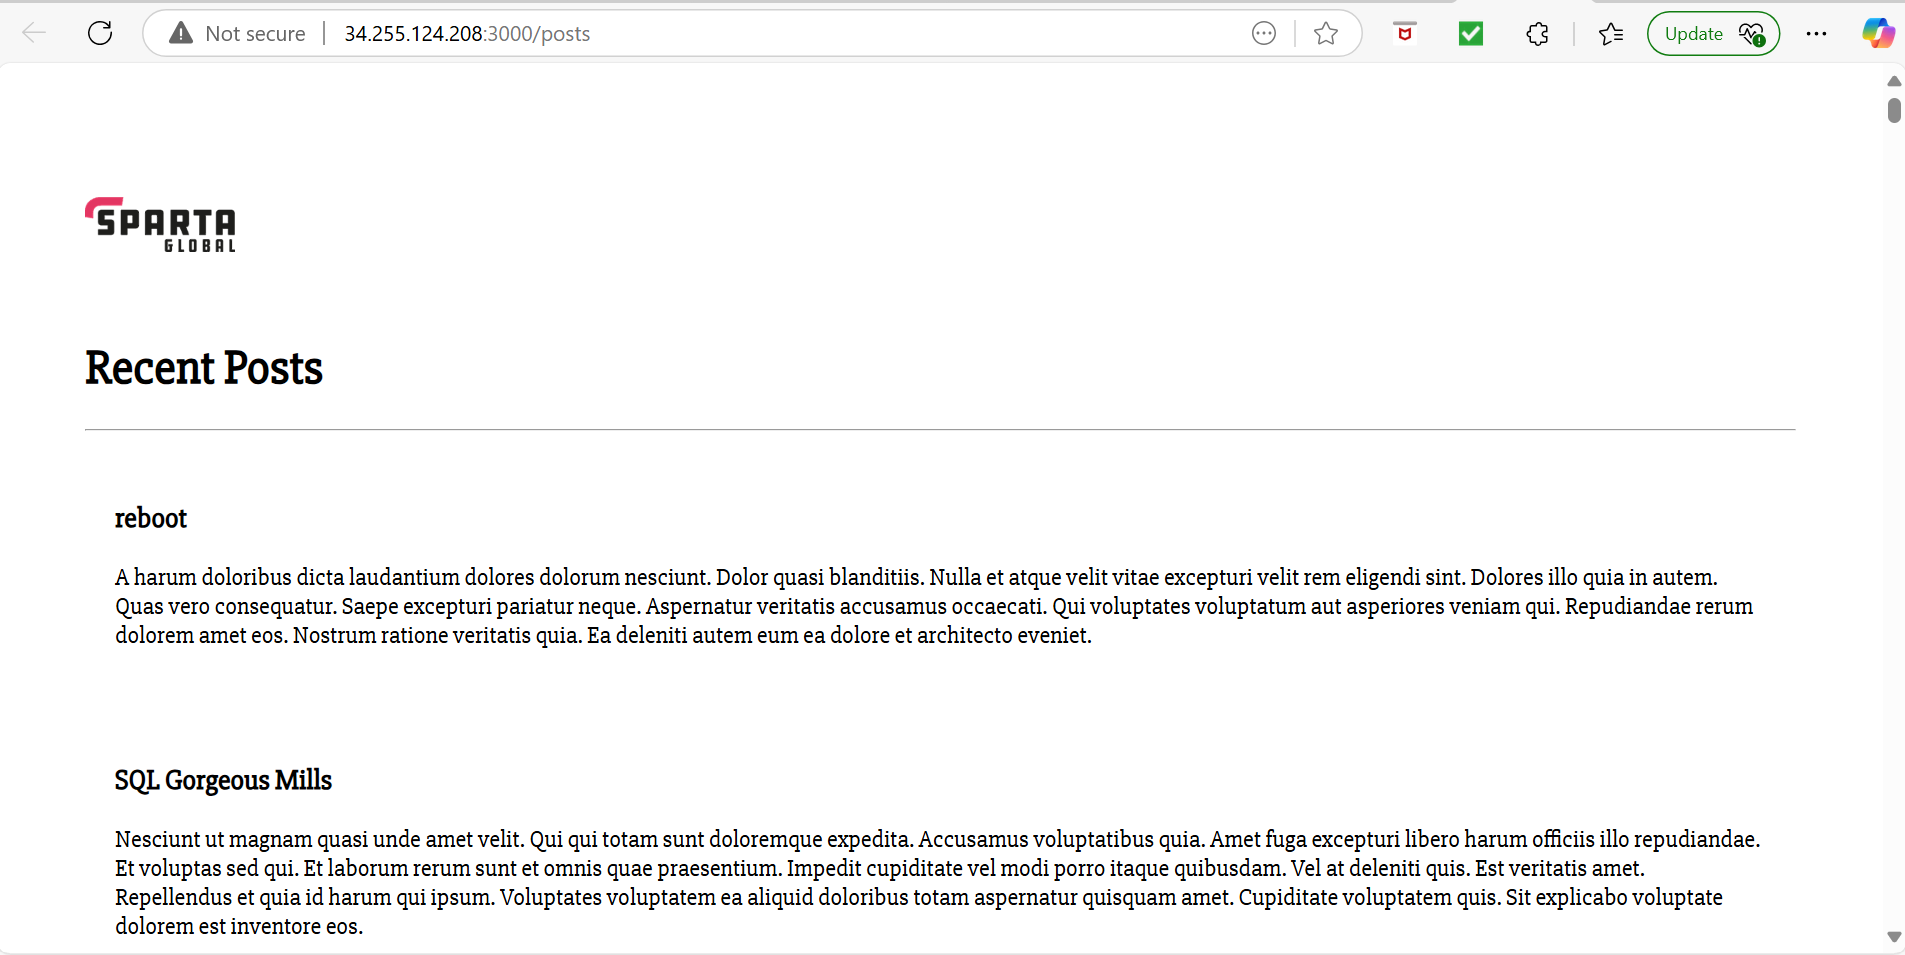 Not secure
34.255.124.208:3000/posts
Update
SPARTA
GLOBAL
Recent Posts
reboot
A harum doloribus dicta laudantium dolores dolorum nesciunt. Dolor quasi blanditiis. Nulla et atque velit vitae excepturi velit rem eligendi sint. Dolores illo quia in autem.
Quas vero consequatur. Saepe excepturi pariatur neque. Aspernatur veritatis accusamus occaecati. Qui voluptates voluptatum aut asperiores veniam qui. Repudiandae rerum
dolorem amet eos. Nostrum ratione veritatis quia. Ea deleniti autem eum ea dolore et architecto eveniet.
SQL Gorgeous Mills
Nesciunt ut magnam quasi unde amet velit. Qui qui totam sunt doloremque expedita. Accusamus voluptatibus quia. Amet fuga excepturi libero harum officiis illo repudiandae.
Et voluptas sed qui. Et laborum rerum sunt et omnis quae praesentium. Impedit cupiditate vel modi porro itaque quibusdam. Vel at deleniti quis. Est veritatis amet.
Repellendus et quia id harum qui ipsum. Voluptates voluptatem ea aliquid doloribus totam aspernatur quisquam amet. Cupiditate voluptatem quis. Sit explicabo voluptate
dolorem est inventore eos.